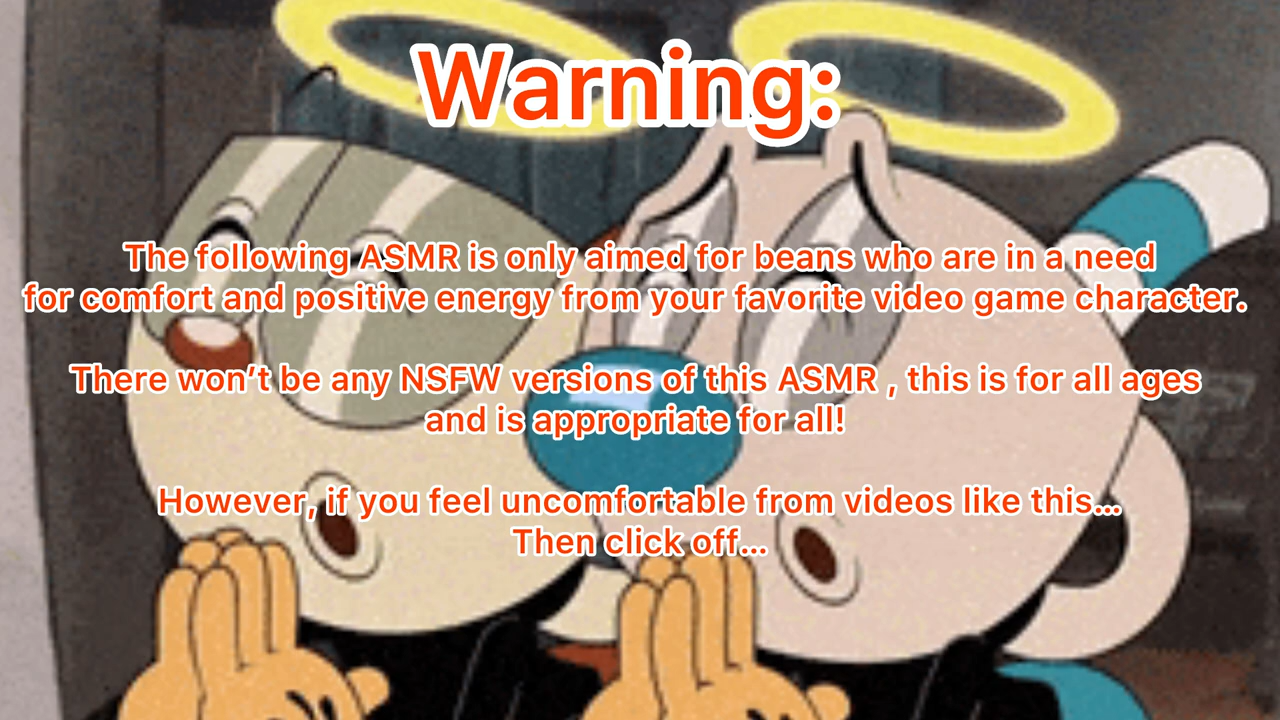 Warning:
The following ASMR is only aimed for beans who are in a need
for comfort and positive energy from your favorite video game character.
There won’t be any NSFW versions of this ASMR , this is for all ages
and is appropriate for all!
However, if you feel uncomfortable from videos like this...
Then click off...